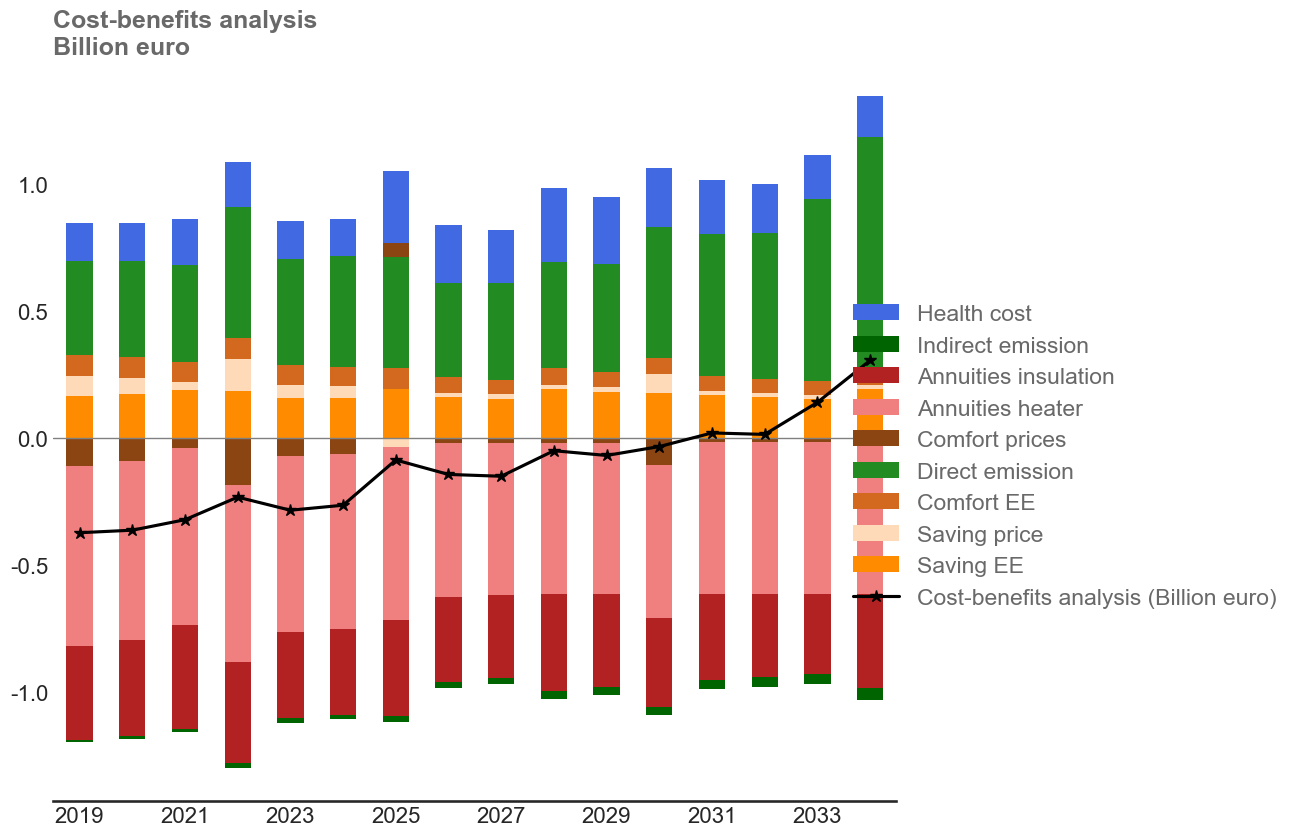 Cost-benefits analysis
Billion euro
1.0
0.5
0.0
-0.5
-1.0
Health cost
Indirect emission
Annuities insulation
Annuities heater
Comfort prices
Direct emission
Comfort EE
Saving price
Saving EE
Cost-benefits analysis (Billion euro)
2019 2021 2023 2025 2027 2029 2031 2033